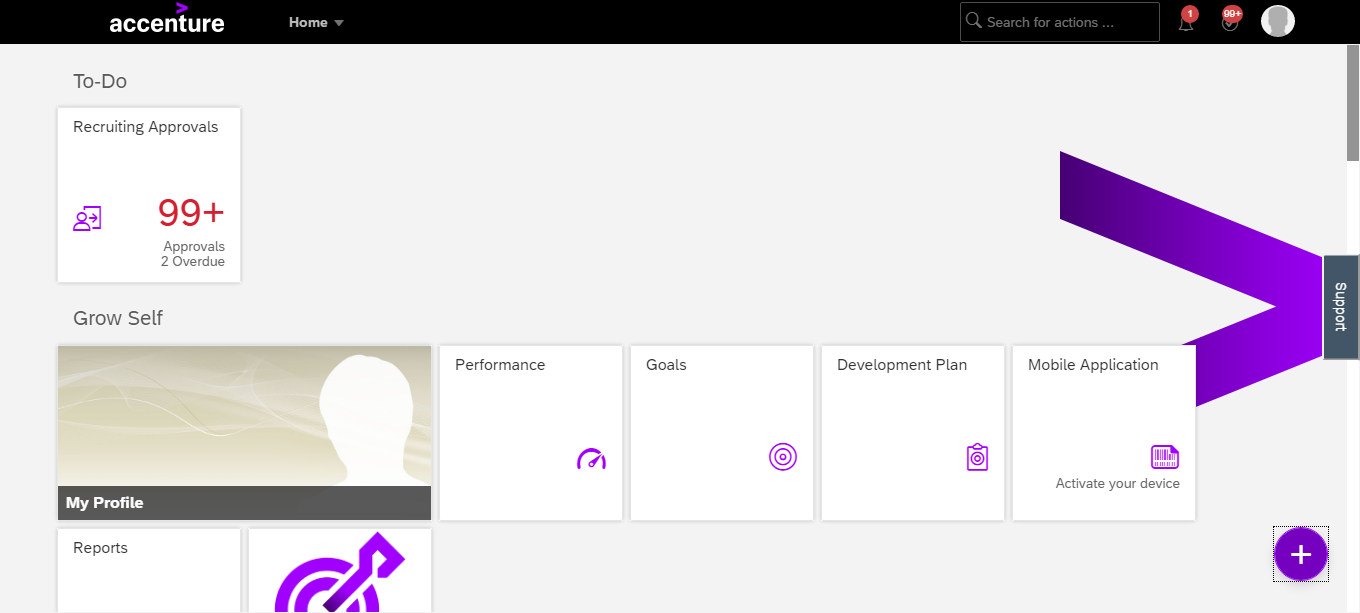 accenture
Home
Search for actions ...
1
99+
To-Do
Recruiting Approvals
99+
Approvals
2 Overdue
Support
Grow Self
My Profile
Performance
Goals
Development Plan
Mobile Application
Activate your device
Reports